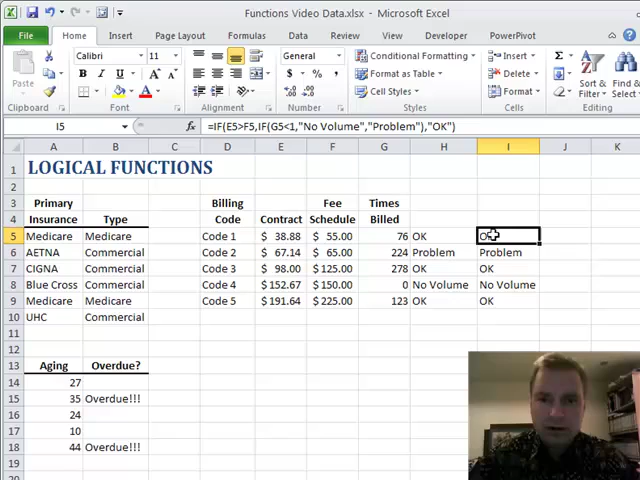 Functions Video Data.xlsx - Microsoft Excel
File Home Insert Page Layout Formulas Data Review View Developer PowerPivot
Calibri 11 General Conditional Formatting Insert
Paste B I U A A $ % , Format as Table Delete Sort & Filter Find & Select
Cell Styles Format
Clipboard Font Alignment Number Styles Cells Editing
I5 fx =IF(E5>F5,IF(G5<1,"No Volume","Problem"),"OK")
A B C D E F G H I J K
1 LOGICAL FUNCTIONS
2
3 Primary Billing Fee Times
4 Insurance Type Code Contract Schedule Billed
5 Medicare Medicare Code 1 $ 38.88 $ 55.00 76 OK
6 AETNA Commercial Code 2 $ 67.14 $ 65.00 224 Problem Problem
7 CIGNA Commercial Code 3 $ 98.00 $ 125.00 278 OK OK
8 Blue Cross Commercial Code 4 $ 152.67 $ 150.00 0 No Volume No Volume
9 Medicare Medicare Code 5 $ 191.64 $ 225.00 123 OK OK
10 UHC Commercial
11
12
13 Aging Overdue?
14 27
15 35 Overdue!!!
16 24
17 10
18 44 Overdue!!!
19
20